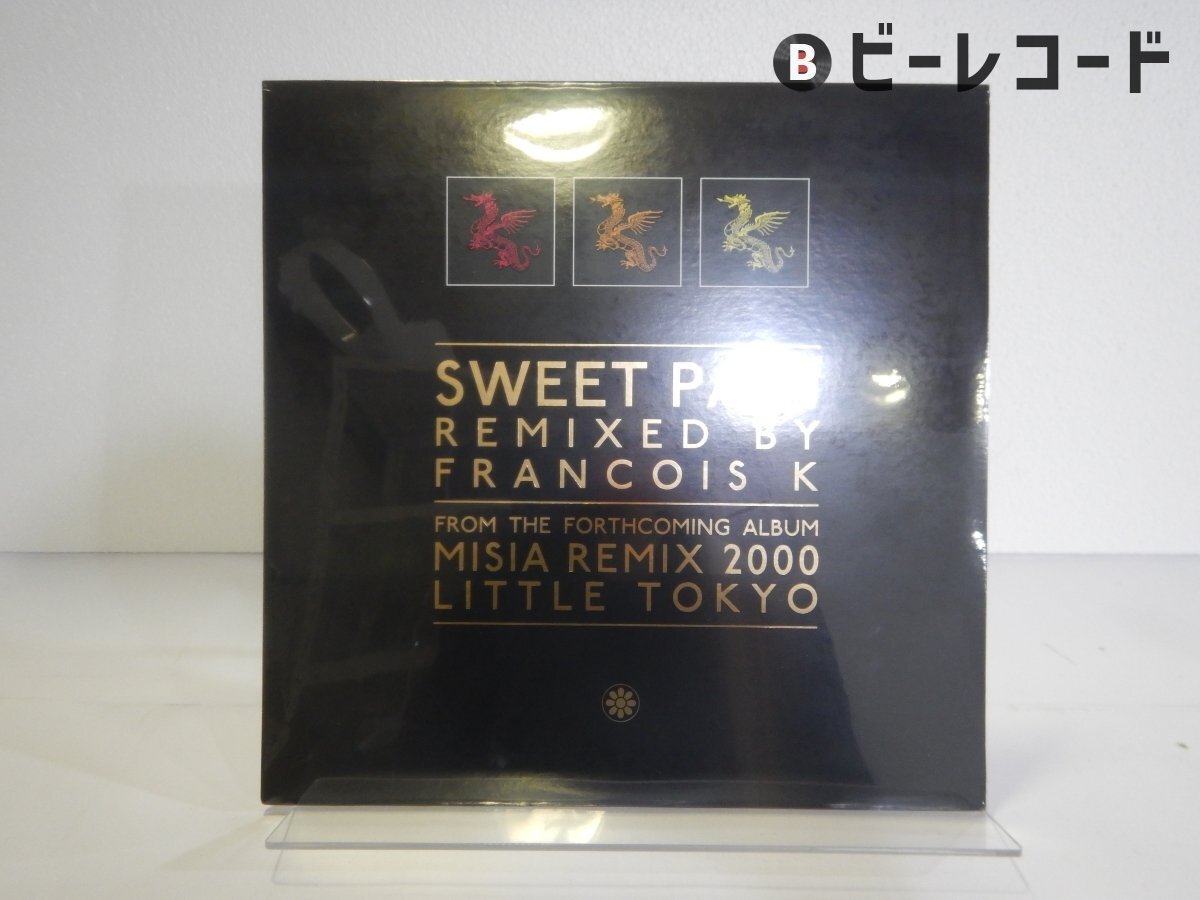 B ビーレコード
SWEET
REMIXED BY
FRANCOIS K
FROM THE FORTHCOMING ALBUM
MISIA REMIX 2000
LITTLE TOKYO